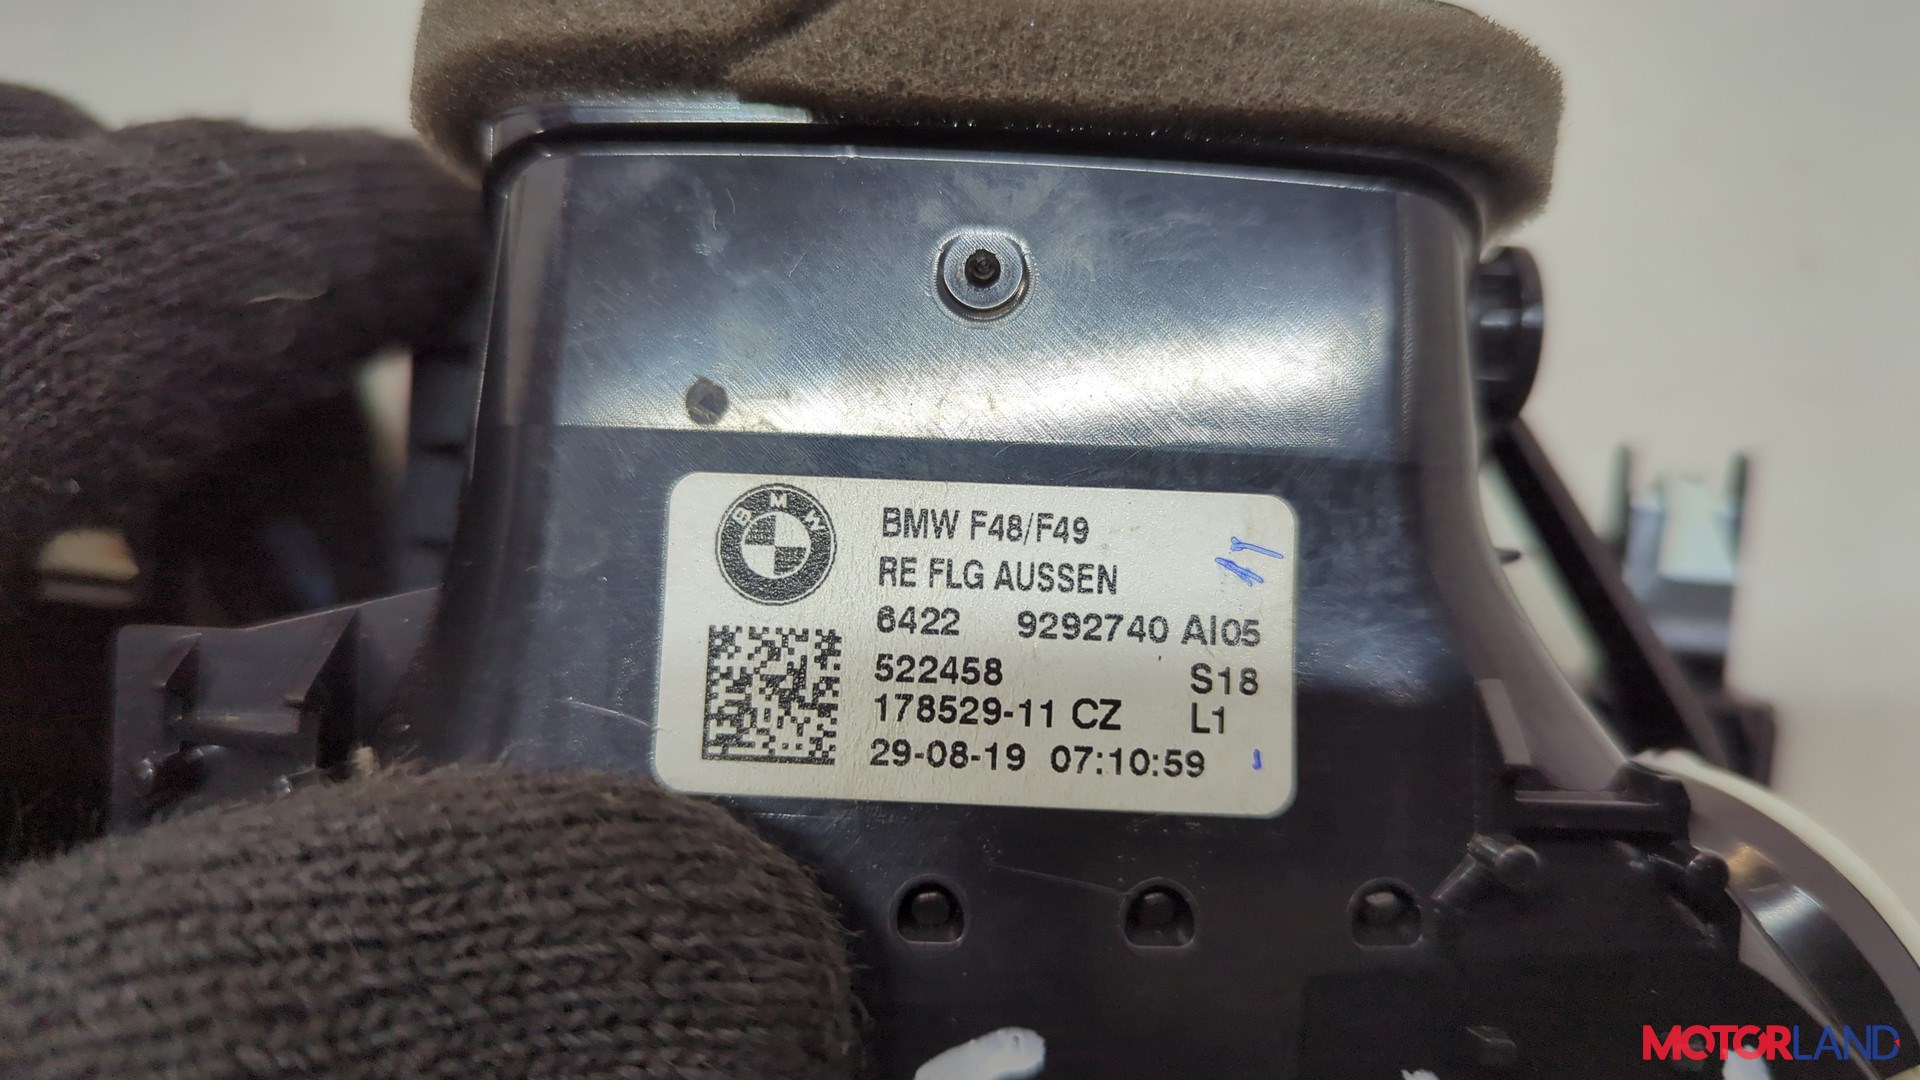 BMW
BMW F48/F49
RE FLG AUSSEN
6422 9292740 AI05
522458 S18
178529-11 CZ L1
29-08-19 07:10:59
MOTORLAND